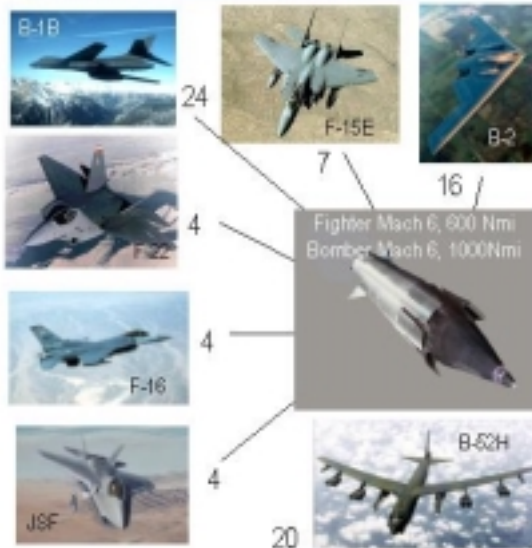 B-1B
24
F-15E
7
B-2
16
F-22
4
Fighter Mach 6, 600 Nmi
Bomber Mach 6, 1000Nmi
F-16
4
JSF
4
B-52H
20